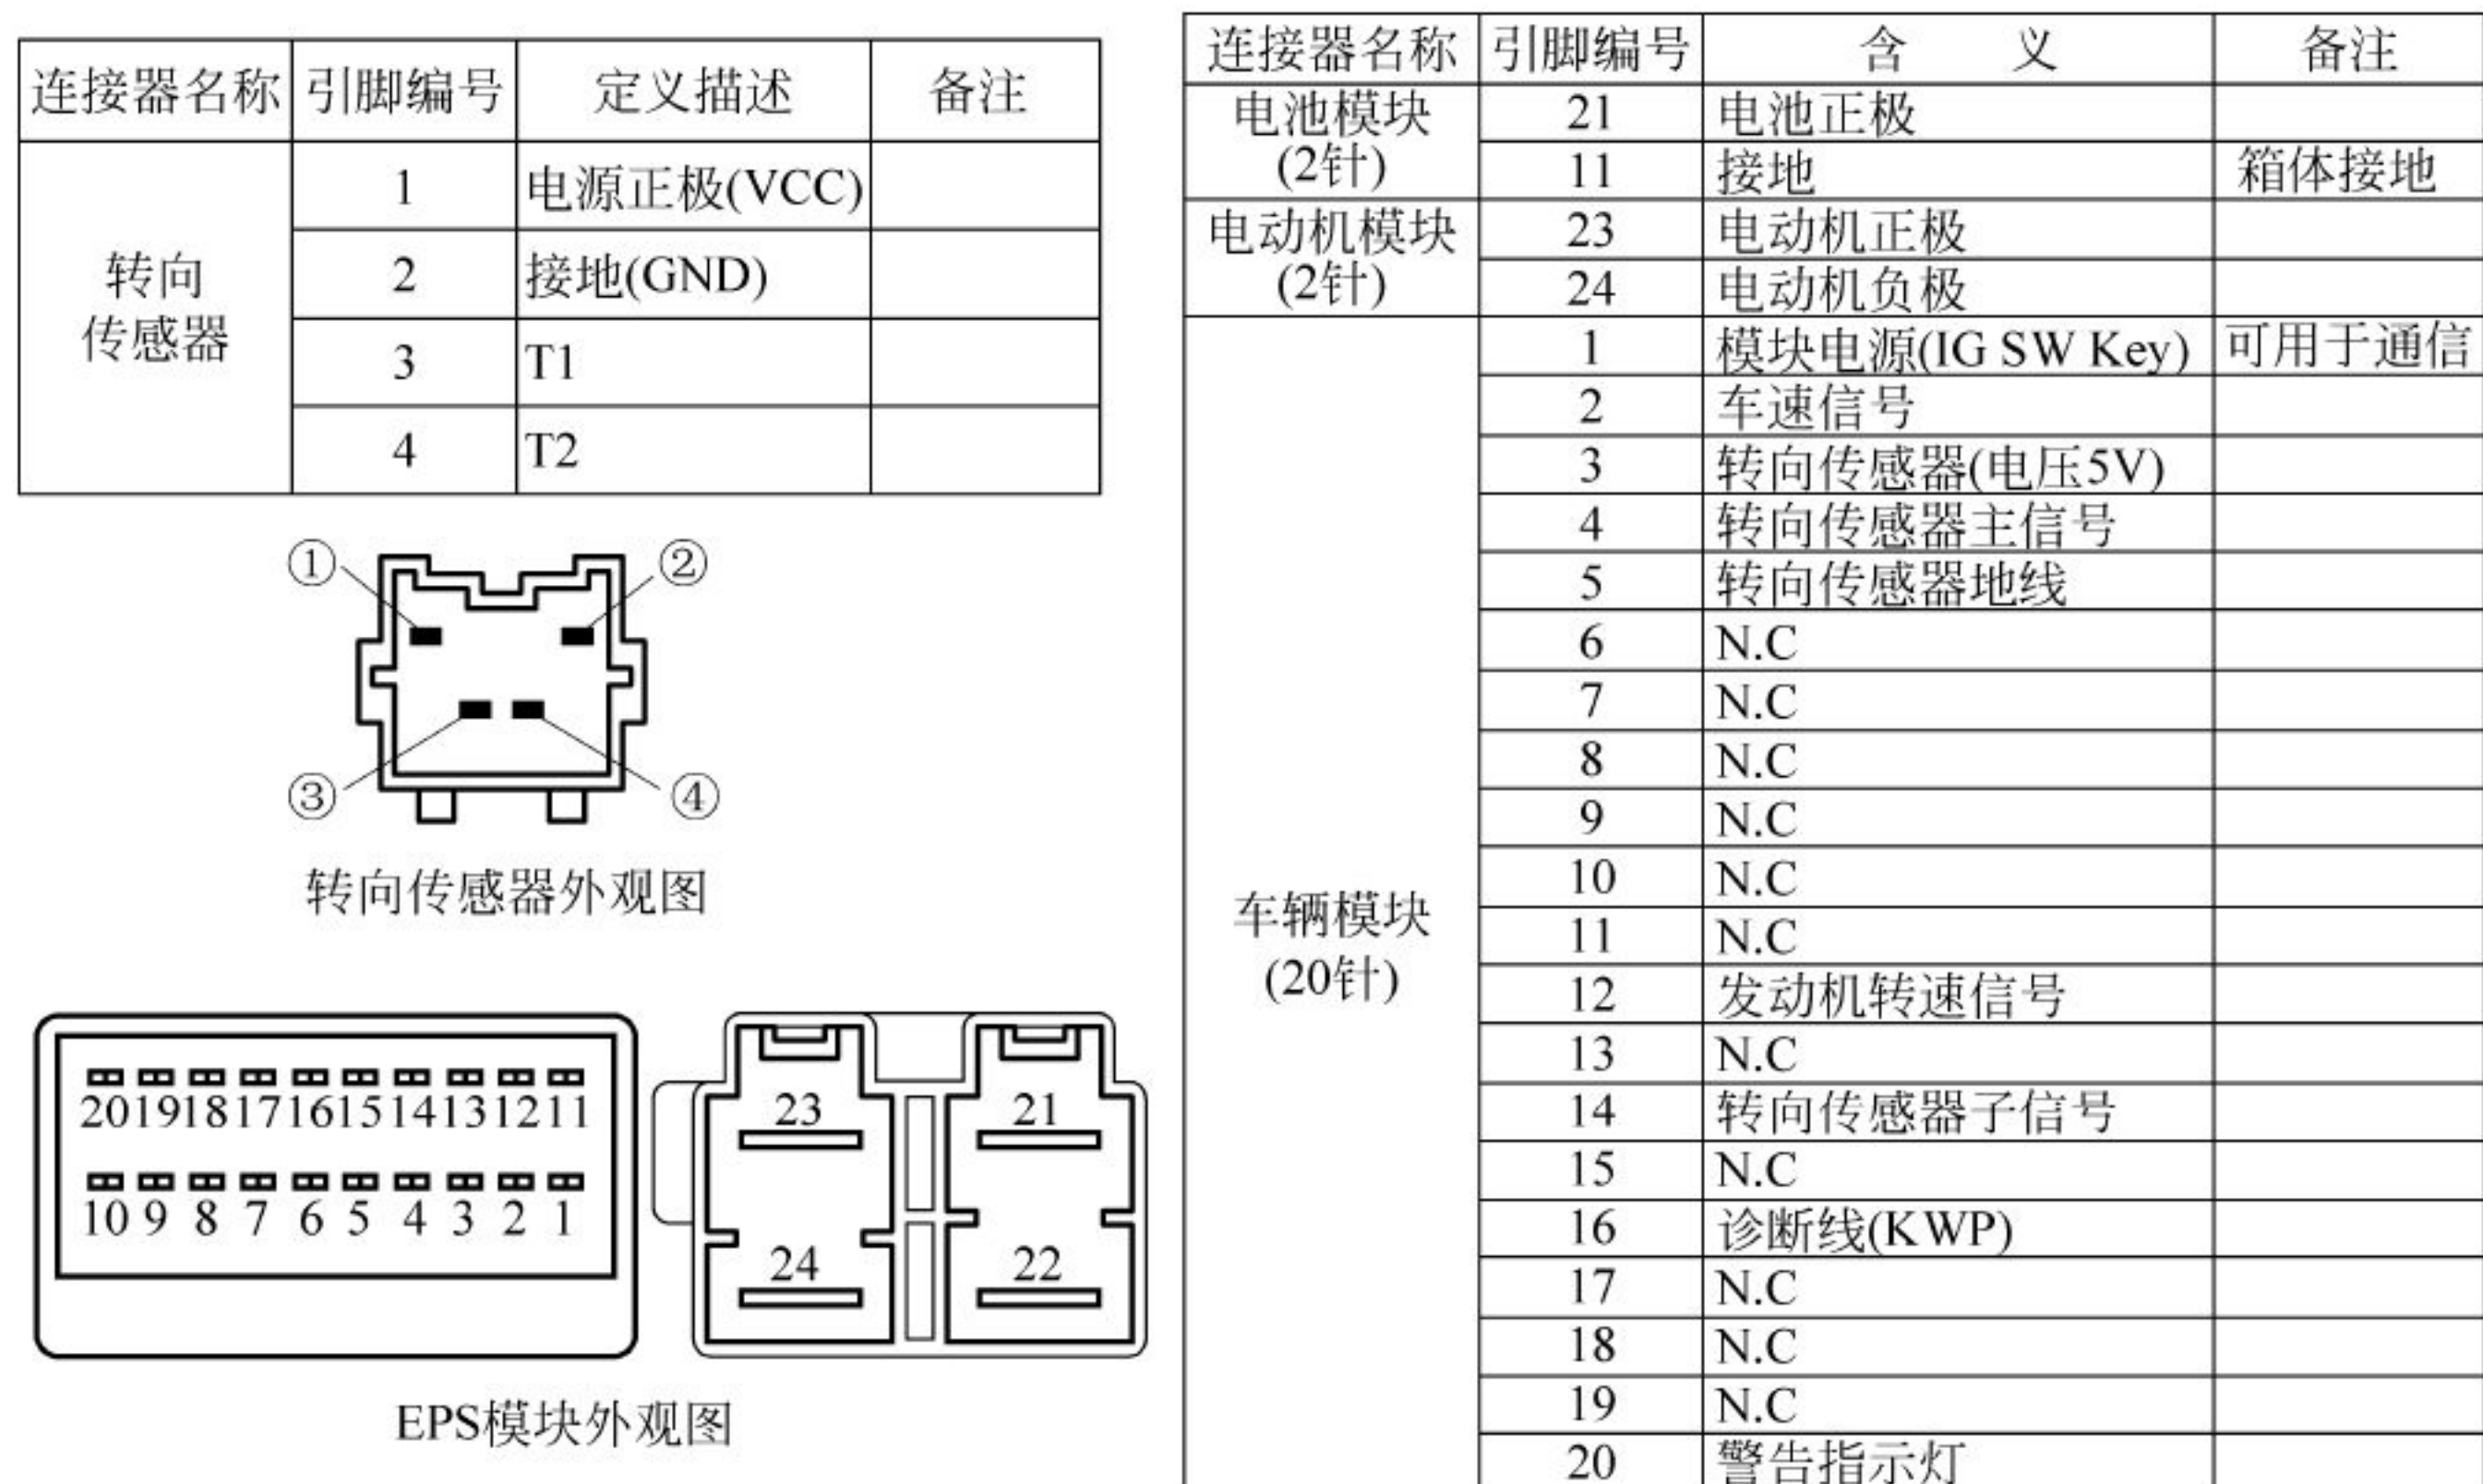 连接器名称 引脚编号 定义描述 备注
转向传感器 1 电源正极(VCC)
2 接地(GND)
3 T1
4 T2
① ②
③ ④
转向传感器外观图
20 19 18 17 16 15 14 13 12 11
10 9 8 7 6 5 4 3 2 1
23 21
24 22
EPS模块外观图
连接器名称 引脚编号 含 义 备注
电池模块(2针) 21 电池正极
11 接地 箱体接地
电动机模块(2针) 23 电动机正极
24 电动机负极
车辆模块(20针) 1 模块电源(IG SW Key) 可用于通信
2 车速信号
3 转向传感器(电压5V)
4 转向传感器主信号
5 转向传感器地线
6 N.C
7 N.C
8 N.C
9 N.C
10 N.C
11 N.C
12 发动机转速信号
13 N.C
14 转向传感器子信号
15 N.C
16 诊断线(KWP)
17 N.C
18 N.C
19 N.C
20 警告指示灯